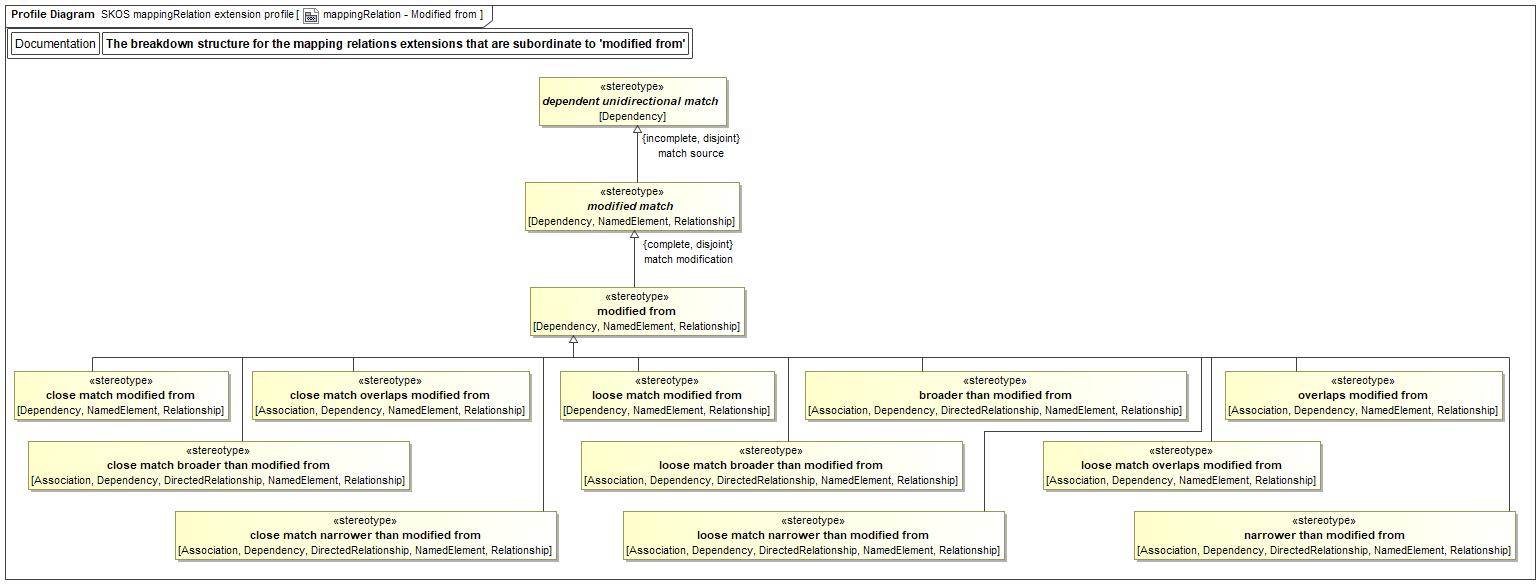 Profile Diagram SKOS mappingRelation extension profile [ mappingRelation - Modified from ]
Documentation The breakdown structure for the mapping relations extensions that are subordinate to 'modified from'
«stereotype»
dependent unidirectional match
[Dependency]
{incomplete, disjoint}
match source
«stereotype»
modified match
[Dependency, NamedElement, Relationship]
{complete, disjoint}
match modification
«stereotype»
modified from
[Dependency, NamedElement, Relationship]
«stereotype»
close match modified from
[Dependency, NamedElement, Relationship]
«stereotype»
close match overlaps modified from
[Association, Dependency, NamedElement, Relationship]
«stereotype»
loose match modified from
[Dependency, NamedElement, Relationship]
«stereotype»
broader than modified from
[Association, Dependency, DirectedRelationship, NamedElement, Relationship]
«stereotype»
overlaps modified from
[Association, Dependency, NamedElement, Relationship]
«stereotype»
close match broader than modified from
[Association, Dependency, DirectedRelationship, NamedElement, Relationship]
«stereotype»
loose match broader than modified from
[Association, Dependency, DirectedRelationship, NamedElement, Relationship]
«stereotype»
loose match overlaps modified from
[Association, Dependency, NamedElement, Relationship]
«stereotype»
close match narrower than modified from
[Association, Dependency, DirectedRelationship, NamedElement, Relationship]
«stereotype»
loose match narrower than modified from
[Association, Dependency, DirectedRelationship, NamedElement, Relationship]
«stereotype»
narrower than modified from
[Association, Dependency, DirectedRelationship, NamedElement, Relationship]